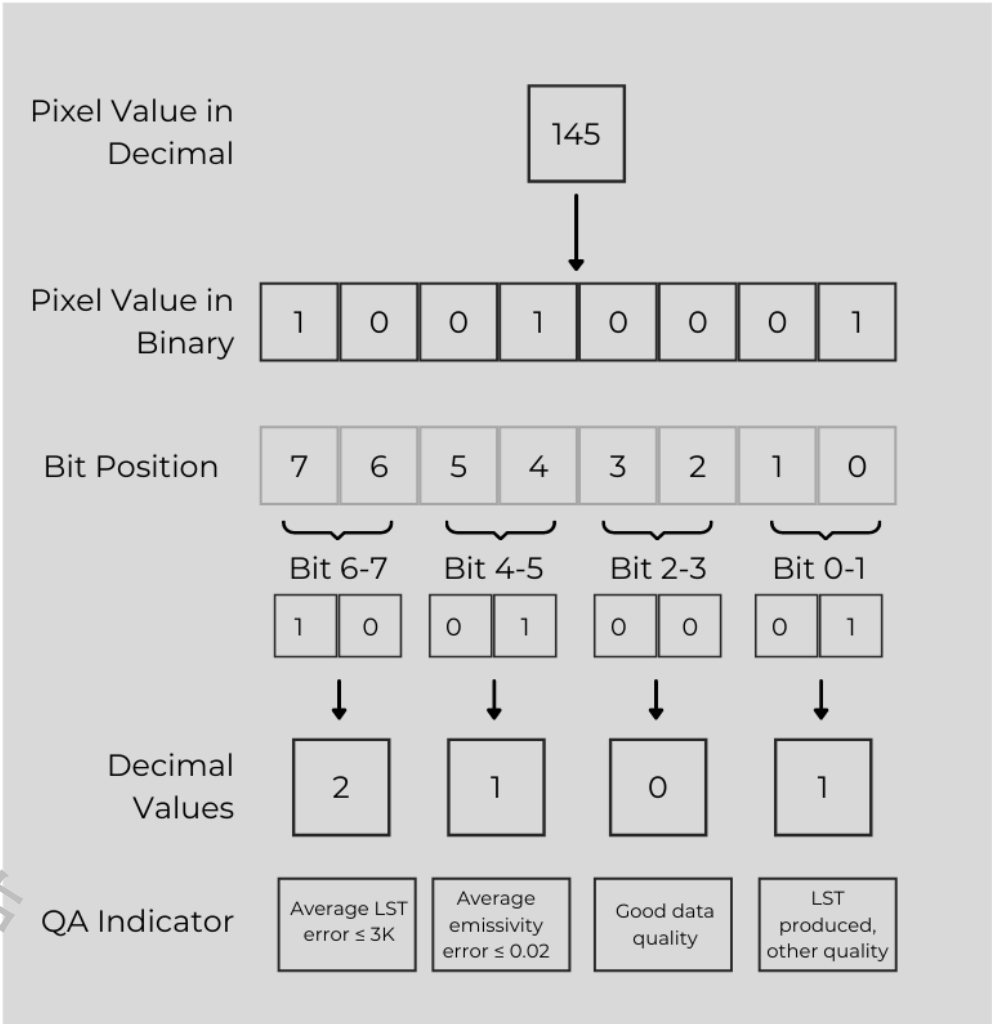 Pixel Value in
Decimal
145
Pixel Value in
Binary
1 0 0 1 0 0 0 1
Bit Position
7 6 5 4 3 2 1 0
Bit 6-7 Bit 4-5 Bit 2-3 Bit 0-1
1 0 0 1 0 0 0 1
Decimal
Values
2 1 0 1
QA Indicator
Average LST
error ≤ 3K
Average
emissivity
error ≤ 0.02
Good data
quality
LST
produced,
other quality